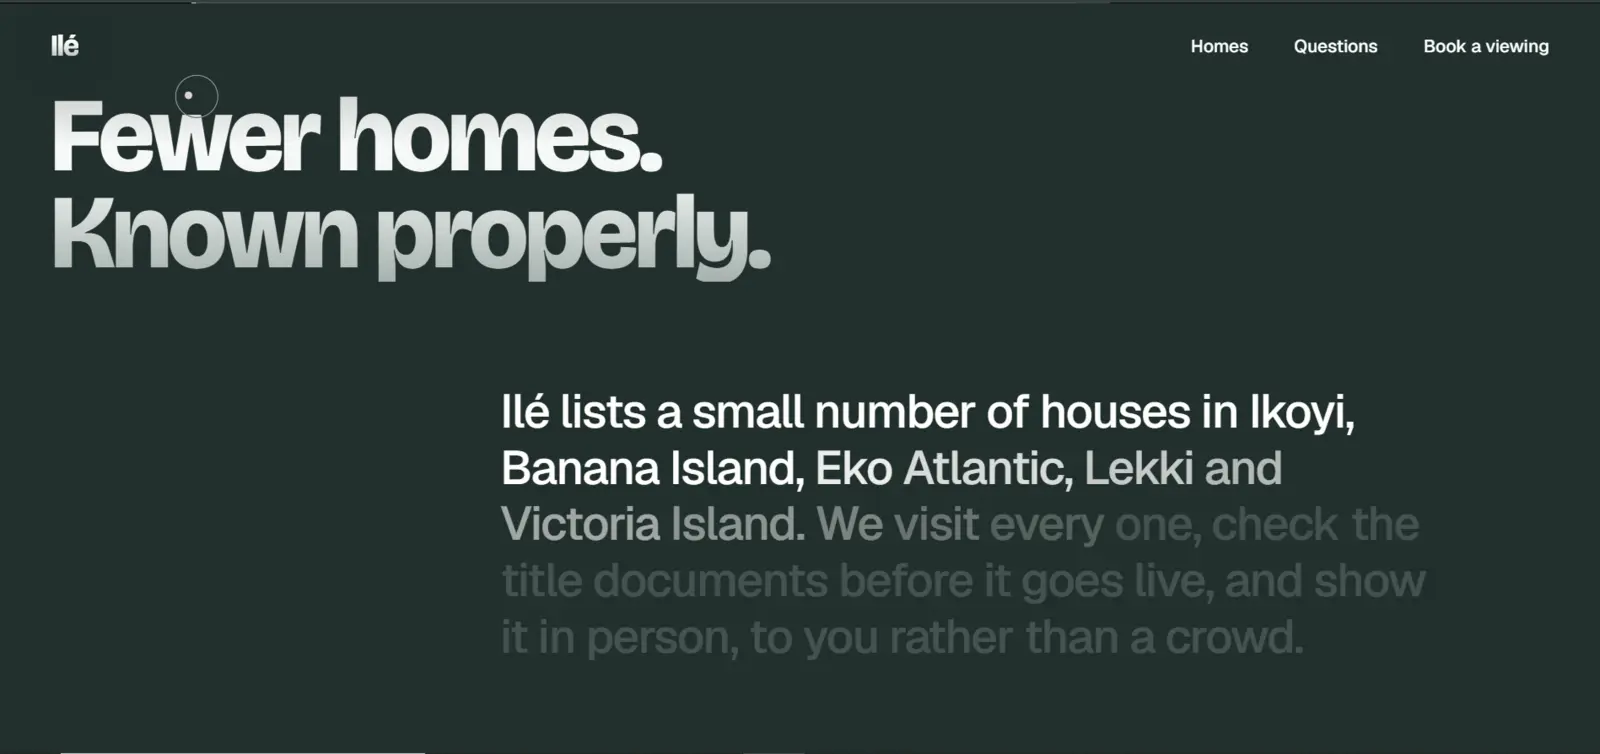 Ilé
Homes
Questions
Book a viewing
Fewer homes.
Known properly.
Ilé lists a small number of houses in Ikoyi,
Banana Island, Eko Atlantic, Lekki and
Victoria Island. We visit every one, check the
title documents before it goes live, and show
it in person, to you rather than a crowd.